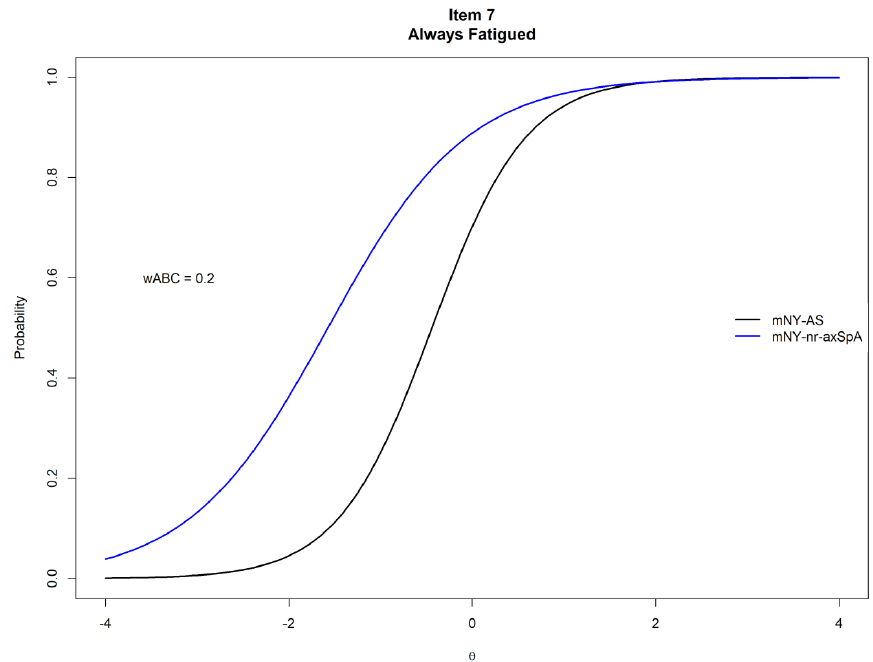 Item 7
Always Fatigued
1.0
0.8
0.6
0.4
0.2
0.0
Probability
wABC = 0.2
mNY-AS
mNY-nr-axSpA
-4
-2
0
2
4
θ